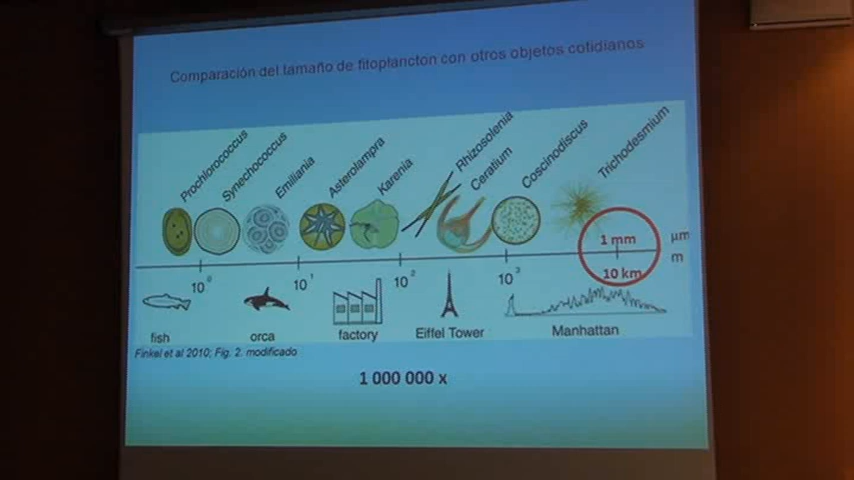 Comparación del tamaño de fitoplancton con otros objetos cotidianos
Prochlorococcus
Synechococcus
Emiliania
Asterolampra
Karenia
Rhizosolenia
Ceratium
Coscinodiscus
Trichodesmium
1 mm
µm
10⁰
10¹
10²
10³
10 km
m
fish
orca
factory
Eiffel Tower
Manhattan
Finkel et al 2010; Fig. 2. modificado
1 000 000 x